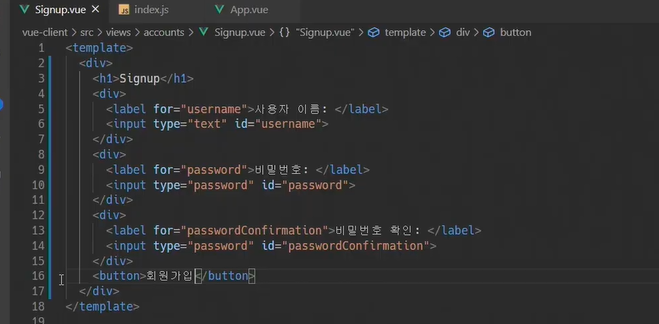 Signup.vue × index.js App.vue
vue-client > src > views > accounts > Signup.vue > {} "Signup.vue" > template > div > button
1 <template>
2 <div>
3 <h1>Signup</h1>
4 <div>
5 <label for="username">사용자 이름: </label>
6 <input type="text" id="username">
7 </div>
8 <div>
9 <label for="password">비밀번호: </label>
10 <input type="password" id="password">
11 </div>
12 <div>
13 <label for="passwordConfirmation">비밀번호 확인: </label>
14 <input type="password" id="passwordConfirmation">
15 </div>
16 <button>회원가입</button>
17 </div>
18 </template>
19